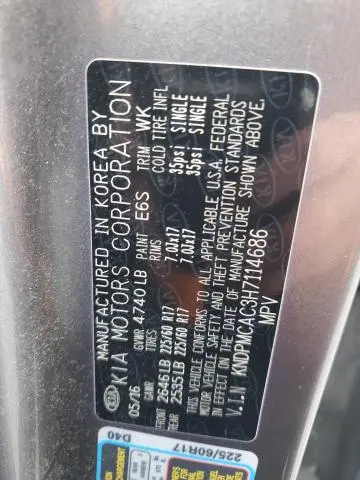 MANUFACTURED IN KOREA BY
KIA MOTORS CORPORATION
05/16 GVWR 4740 LB PAINT E6S TRIM WK
GAWR TIRES RIMS COLD TIRE INFL
FRONT 2646LB 225/60 R17 7.0Jx17 35psi SINGLE
REAR 2535LB 225/60 R17 7.0Jx17 35psi SINGLE
THIS VEHICLE CONFORMS TO ALL APPLICABLE U.S.A. FEDERAL
MOTOR VEHICLE SAFETY AND THEFT PREVENTION STANDARDS
IN EFFECT ON THE DATE OF MANUFACTURE SHOWN ABOVE.
V.I.N KNDPMCAC3H7114686
MPV
D40
225/60R17